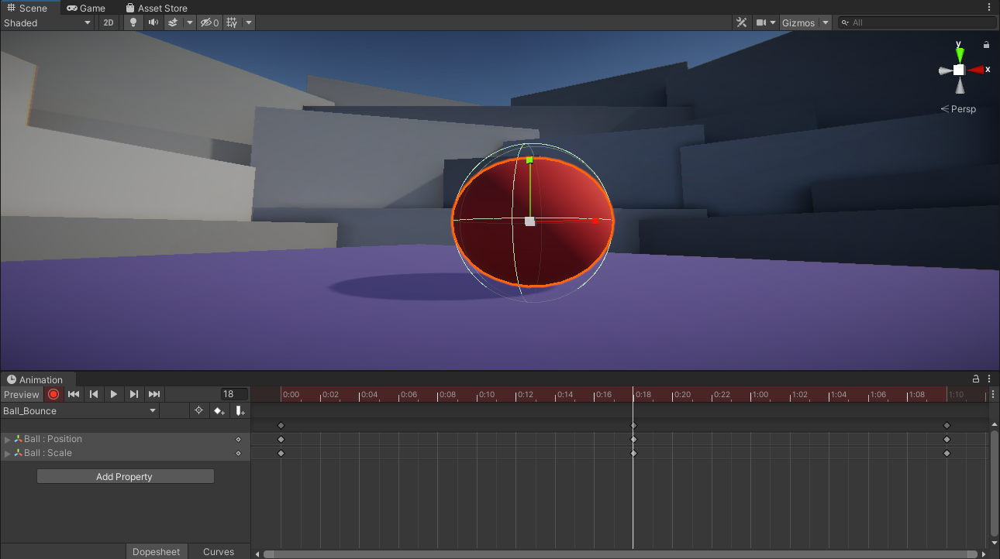 Scene Game Asset Store
Shaded 2D 0 Gizmos All
y
x
Persp
Animation
Preview 18 0:00 0:02 0:04 0:06 0:08 0:10 0:12 0:14 0:16 0:18 0:20 0:22 1:00 1:02 1:04 1:06 1:08 1:10
Ball_Bounce
Ball : Position
Ball : Scale
Add Property
Dopesheet Curves